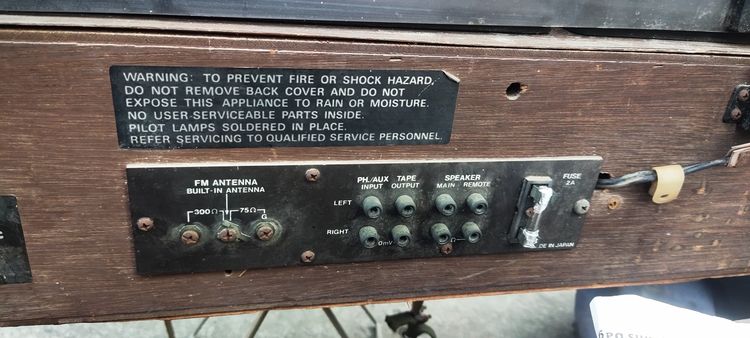 WARNING: TO PREVENT FIRE OR SHOCK HAZARD,
DO NOT REMOVE BACK COVER AND DO NOT
EXPOSE THIS APPLIANCE TO RAIN OR MOISTURE.
NO USER-SERVICEABLE PARTS INSIDE.
PILOT LAMPS SOLDERED IN PLACE.
REFER SERVICING TO QUALIFIED SERVICE PERSONNEL.
FM ANTENNA
BUILT-IN ANTENNA
300Ω 75Ω G
PH./AUX TAPE SPEAKER
INPUT OUTPUT MAIN REMOTE
LEFT
RIGHT
0mV Ω
FUSE
2A
DE IN JAPAN